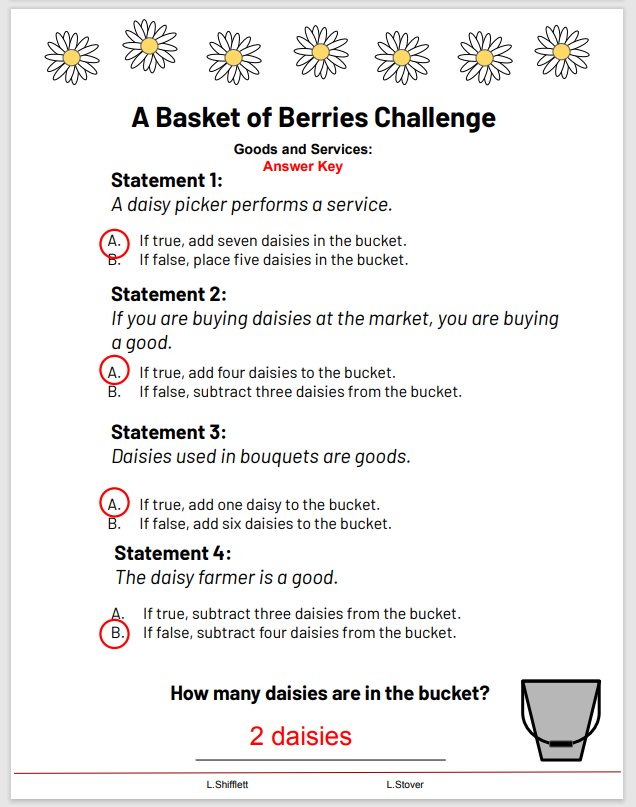 A Basket of Berries Challenge
Goods and Services:
Answer Key
Statement 1:
A daisy picker performs a service.
A. If true, add seven daisies in the bucket.
B. If false, place five daisies in the bucket.
Statement 2:
If you are buying daisies at the market, you are buying
a good.
A. If true, add four daisies to the bucket.
B. If false, subtract three daisies from the bucket.
Statement 3:
Daisies used in bouquets are goods.
A. If true, add one daisy to the bucket.
B. If false, add six daisies to the bucket.
Statement 4:
The daisy farmer is a good.
A. If true, subtract three daisies from the bucket.
B. If false, subtract four daisies from the bucket.
How many daisies are in the bucket?
2 daisies
L.Shifflett L.Stover